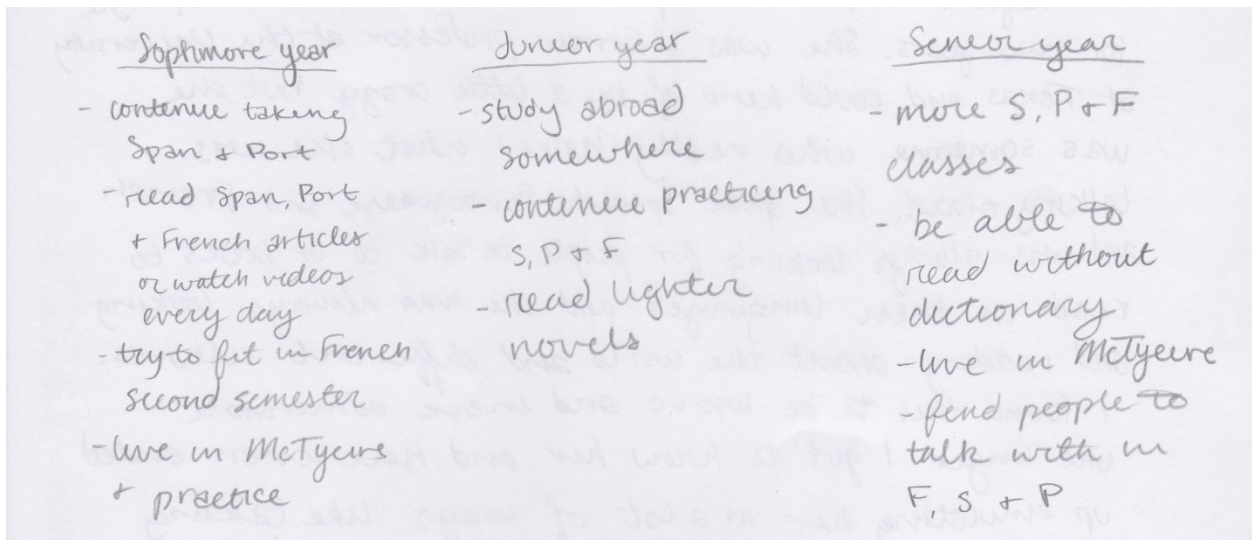 Sophmore year
- continue taking
Span + Port
- read Span, Port
+ French articles
or watch videos
every day
- try to fit in French
second semester
- live in McTyeire
+ practice
Junior year
- study abroad
somewhere
- continue practicing
S, P + F
- read lighter
novels
Senior year
- more S, P + F
classes
- be able to
read without
dictionary
- live in McTyeire
- find people to
talk with in
F, S + P